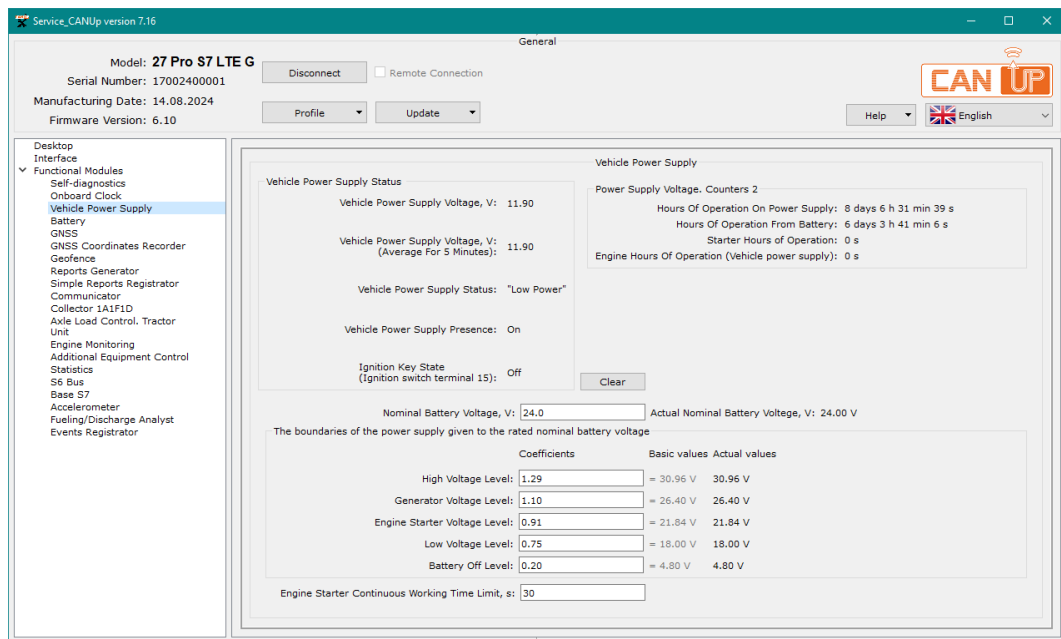 Service_CANUp version 7.16
General
Model: 27 Pro S7 LTE G
Serial Number: 17002400001
Manufacturing Date: 14.08.2024
Firmware Version: 6.10
Disconnect
Remote Connection
Profile
Update
CAN UP
Help
English
Desktop
Interface
Functional Modules
Self-diagnostics
Onboard Clock
Vehicle Power Supply
Battery
GNSS
GNSS Coordinates Recorder
Geofence
Reports Generator
Simple Reports Registrator
Communicator
Collector 1A1F1D
Axle Load Control. Tractor
Unit
Engine Monitoring
Additional Equipment Control
Statistics
S6 Bus
Base S7
Accelerometer
Fueling/Discharge Analyst
Events Registrator
Vehicle Power Supply
Vehicle Power Supply Status
Vehicle Power Supply Voltage, V: 11.90
Vehicle Power Supply Voltage, V:
(Average For 5 Minutes): 11.90
Vehicle Power Supply Status: "Low Power"
Vehicle Power Supply Presence: On
Ignition Key State
(Ignition switch terminal 15): Off
Power Supply Voltage. Counters 2
Hours Of Operation On Power Supply: 8 days 6 h 31 min 39 s
Hours Of Operation From Battery: 6 days 3 h 41 min 6 s
Starter Hours of Operation: 0 s
Engine Hours Of Operation (Vehicle power supply): 0 s
Clear
Nominal Battery Voltage, V: 24.0 Actual Nominal Battery Voltege, V: 24.00 V
The boundaries of the power supply given to the rated nominal battery voltage
Coefficients Basic values Actual values
High Voltage Level: 1.29 = 30.96 V 30.96 V
Generator Voltage Level: 1.10 = 26.40 V 26.40 V
Engine Starter Voltage Level: 0.91 = 21.84 V 21.84 V
Low Voltage Level: 0.75 = 18.00 V 18.00 V
Battery Off Level: 0.20 = 4.80 V 4.80 V
Engine Starter Continuous Working Time Limit, s: 30